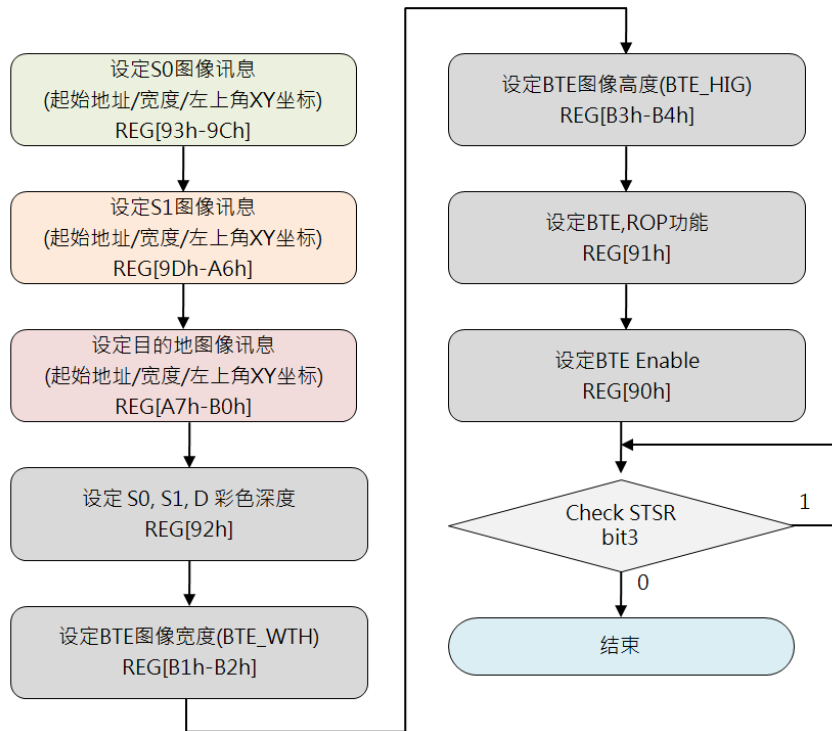 设定S0图像讯息
(起始地址/宽度/左上角XY坐标)
REG[93h-9Ch]
设定S1图像讯息
(起始地址/宽度/左上角XY坐标)
REG[9Dh-A6h]
设定目的地图像讯息
(起始地址/宽度/左上角XY坐标)
REG[A7h-B0h]
设定 S0, S1, D 彩色深度
REG[92h]
设定BTE图像宽度(BTE_WTH)
REG[B1h-B2h]
设定BTE图像高度(BTE_HIG)
REG[B3h-B4h]
设定BTE,ROP功能
REG[91h]
设定BTE Enable
REG[90h]
Check STSR
bit3
1
0
结束